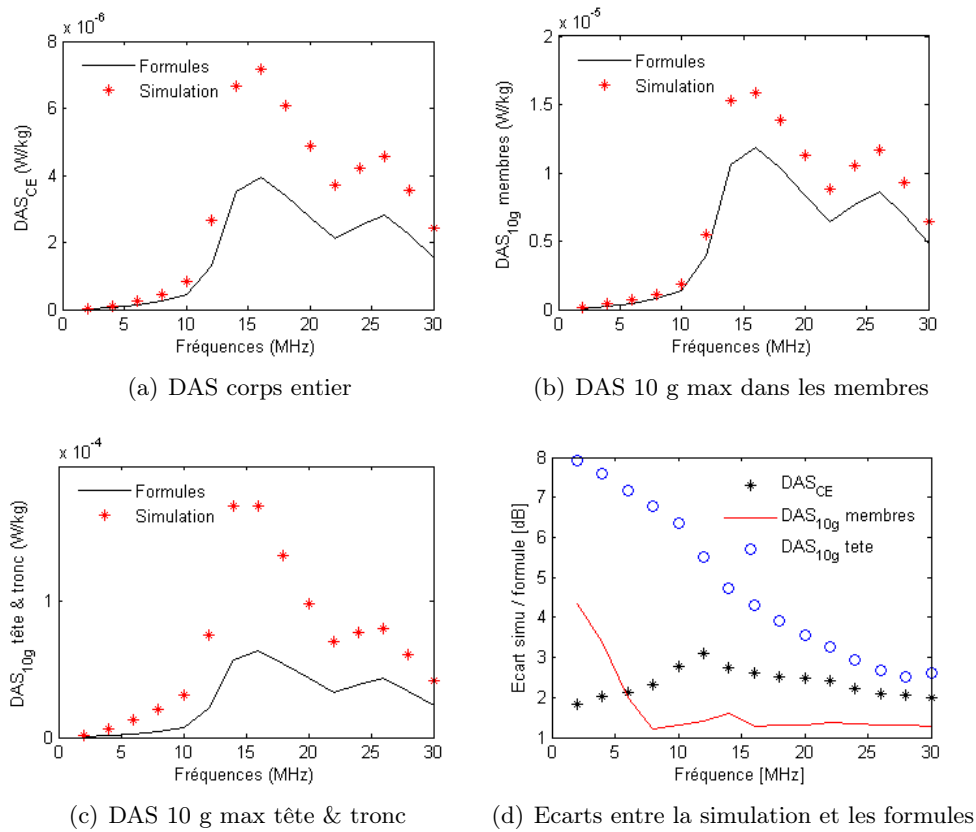 x 10⁻⁶
8
6
4
2
0
DAS_CE (W/kg)
Formules
Simulation
0 5 10 15 20 25 30
Fréquences (MHz)
(a) DAS corps entier
x 10⁻⁵
2
1.5
1
0.5
0
DAS_10g membres (W/kg)
Formules
Simulation
0 5 10 15 20 25 30
Fréquences (MHz)
(b) DAS 10 g max dans les membres
x 10⁻⁴
1
0
DAS_10g tête & tronc (W/kg)
Formules
Simulation
0 5 10 15 20 25 30
Fréquences (MHz)
(c) DAS 10 g max tête & tronc
8
7
6
5
4
3
2
1
Ecart simu / formule [dB]
DAS_CE
DAS_10g membres
DAS_10g tete
0 5 10 15 20 25 30
Fréquence [MHz]
(d) Ecarts entre la simulation et les formules